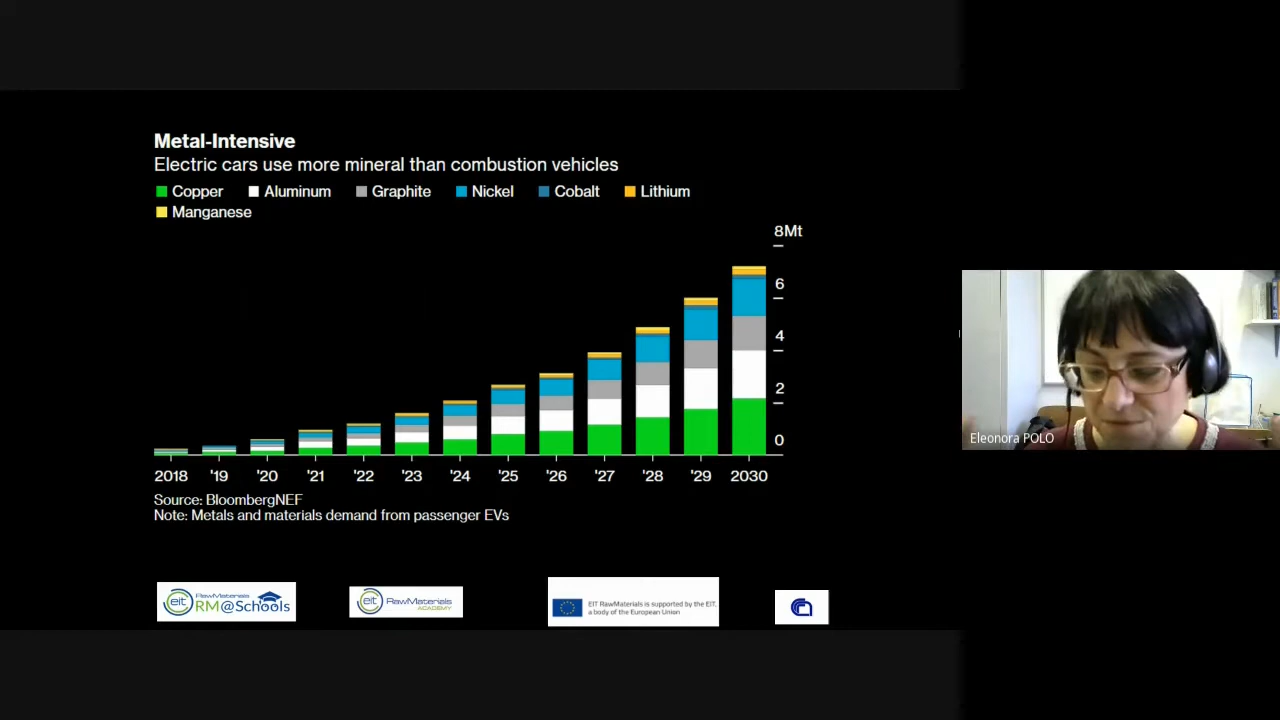 Metal-Intensive
Electric cars use more mineral than combustion vehicles
Copper Aluminum Graphite Nickel Cobalt Lithium
Manganese
8Mt
6
4
2
0
2018 '19 '20 '21 '22 '23 '24 '25 '26 '27 '28 '29 2030
Source: BloombergNEF
Note: Metals and materials demand from passenger EVs
Eleonora POLO
eit RawMaterials
RM@Schools
eit RawMaterials
ACADEMY
EIT RawMaterials is supported by the EIT,
a body of the European Union